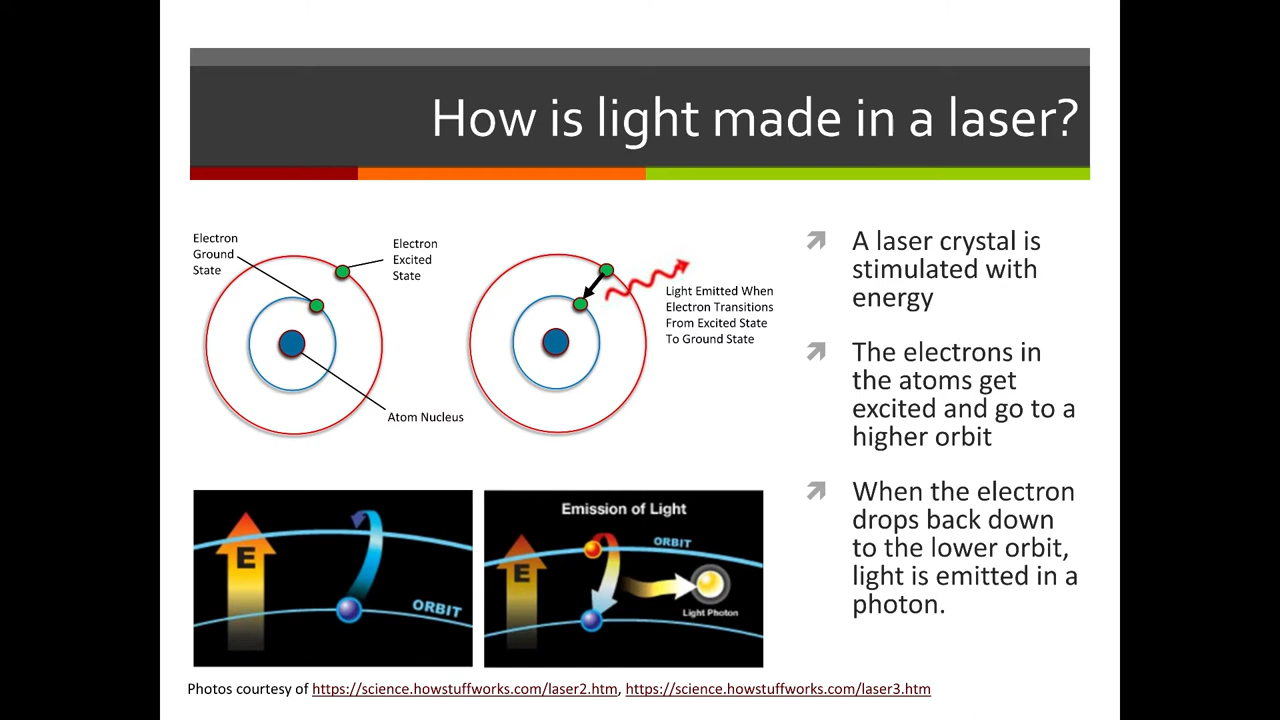 How is light made in a laser?
Electron
Ground
State
Electron
Excited
State
Atom Nucleus
Light Emitted When
Electron Transitions
From Excited State
To Ground State
E
ORBIT
Emission of Light
E
ORBIT
Light Photon
A laser crystal is
stimulated with
energy
The electrons in
the atoms get
excited and go to a
higher orbit
When the electron
drops back down
to the lower orbit,
light is emitted in a
photon.
Photos courtesy of https://science.howstuffworks.com/laser2.htm, https://science.howstuffworks.com/laser3.htm